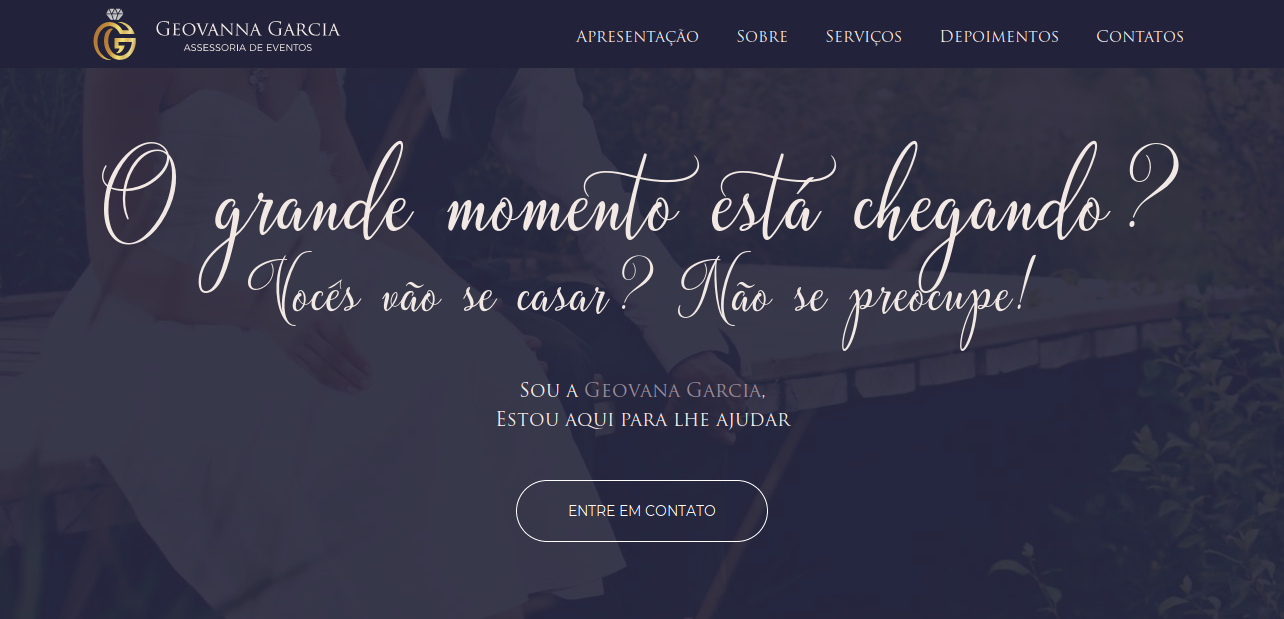 GEOVANNA GARCIA
ASSESSORIA DE EVENTOS
APRESENTAÇÃO SOBRE SERVIÇOS DEPOIMENTOS CONTATOS
O grande momento está chegando?
Vocês vão se casar? Não se preocupe!
SOU A GEOVANA GARCIA,
ESTOU AQUI PARA LHE AJUDAR
ENTRE EM CONTATO